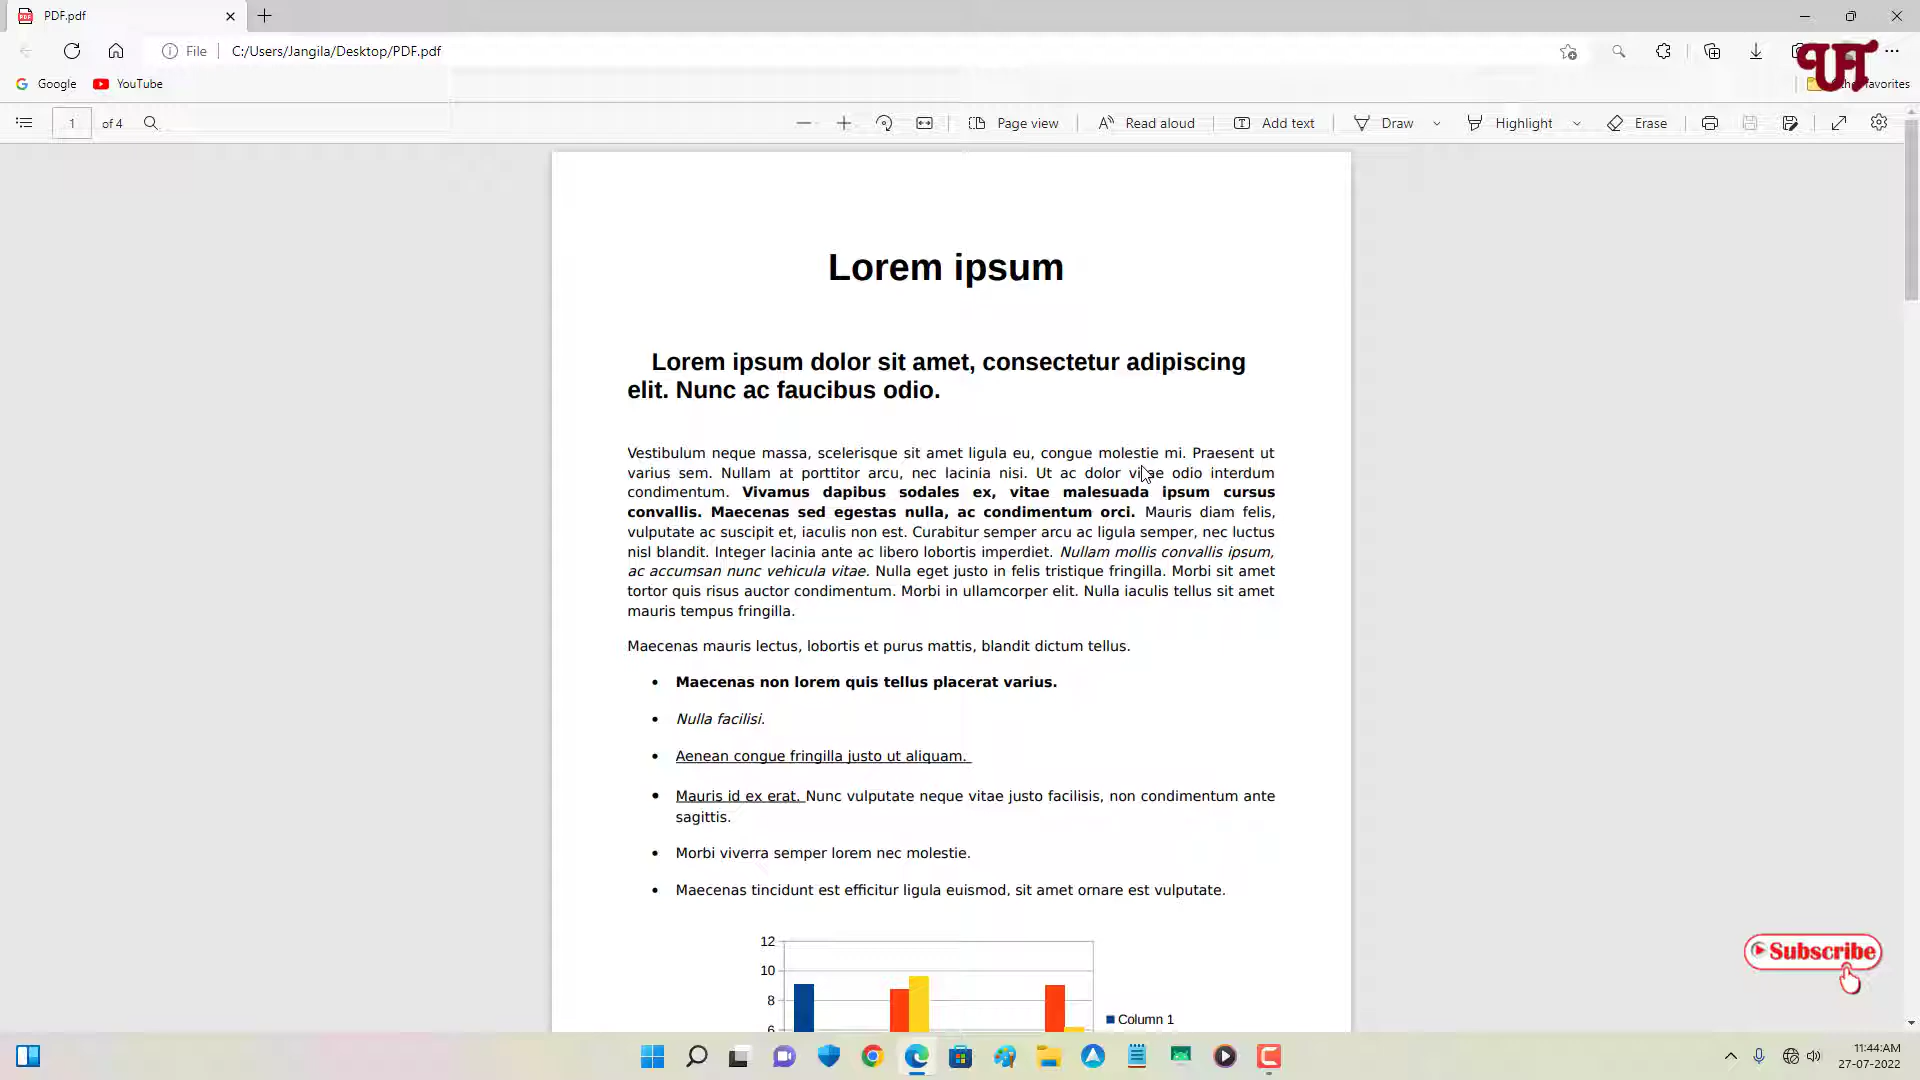 PDF.pdf
File
C:/Users/Jangila/Desktop/PDF.pdf
Google
YouTube
1
of 4
Page view
Read aloud
Add text
Draw
Highlight
Erase
Lorem ipsum
Lorem ipsum dolor sit amet, consectetur adipiscing
elit. Nunc ac faucibus odio.
Vestibulum neque massa, scelerisque sit amet ligula eu, congue molestie mi. Praesent ut
varius sem. Nullam at porttitor arcu, nec lacinia nisi. Ut ac dolor vitae odio interdum
condimentum. Vivamus dapibus sodales ex, vitae malesuada ipsum cursus
convallis. Maecenas sed egestas nulla, ac condimentum orci. Mauris diam felis,
vulputate ac suscipit et, iaculis non est. Curabitur semper arcu ac ligula semper, nec luctus
nisl blandit. Integer lacinia ante ac libero lobortis imperdiet. Nullam mollis convallis ipsum,
ac accumsan nunc vehicula vitae. Nulla eget justo in felis tristique fringilla. Morbi sit amet
tortor quis risus auctor condimentum. Morbi in ullamcorper elit. Nulla iaculis tellus sit amet
mauris tempus fringilla.
Maecenas mauris lectus, lobortis et purus mattis, blandit dictum tellus.
• Maecenas non lorem quis tellus placerat varius.
• Nulla facilisi.
• Aenean congue fringilla justo ut aliquam.
• Mauris id ex erat. Nunc vulputate neque vitae justo facilisis, non condimentum ante
sagittis.
• Morbi viverra semper lorem nec molestie.
• Maecenas tincidunt est efficitur ligula euismod, sit amet ornare est vulputate.
12
10
8
6
Column 1
Subscribe
11:44:AM
27-07-2022